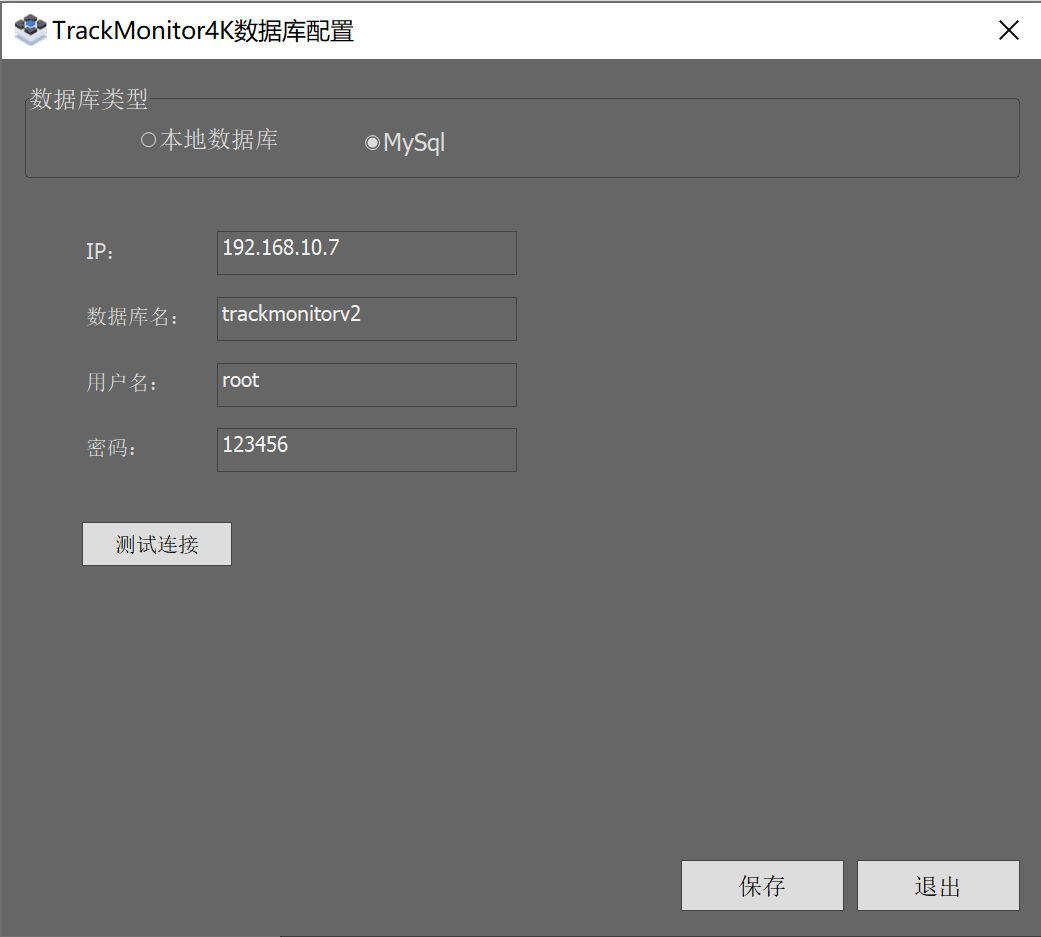 TrackMonitor4K数据库配置
数据库类型
本地数据库 MySql
IP: 192.168.10.7
数据库名: trackmonitorv2
用户名: root
密码: 123456
测试连接
保存 退出